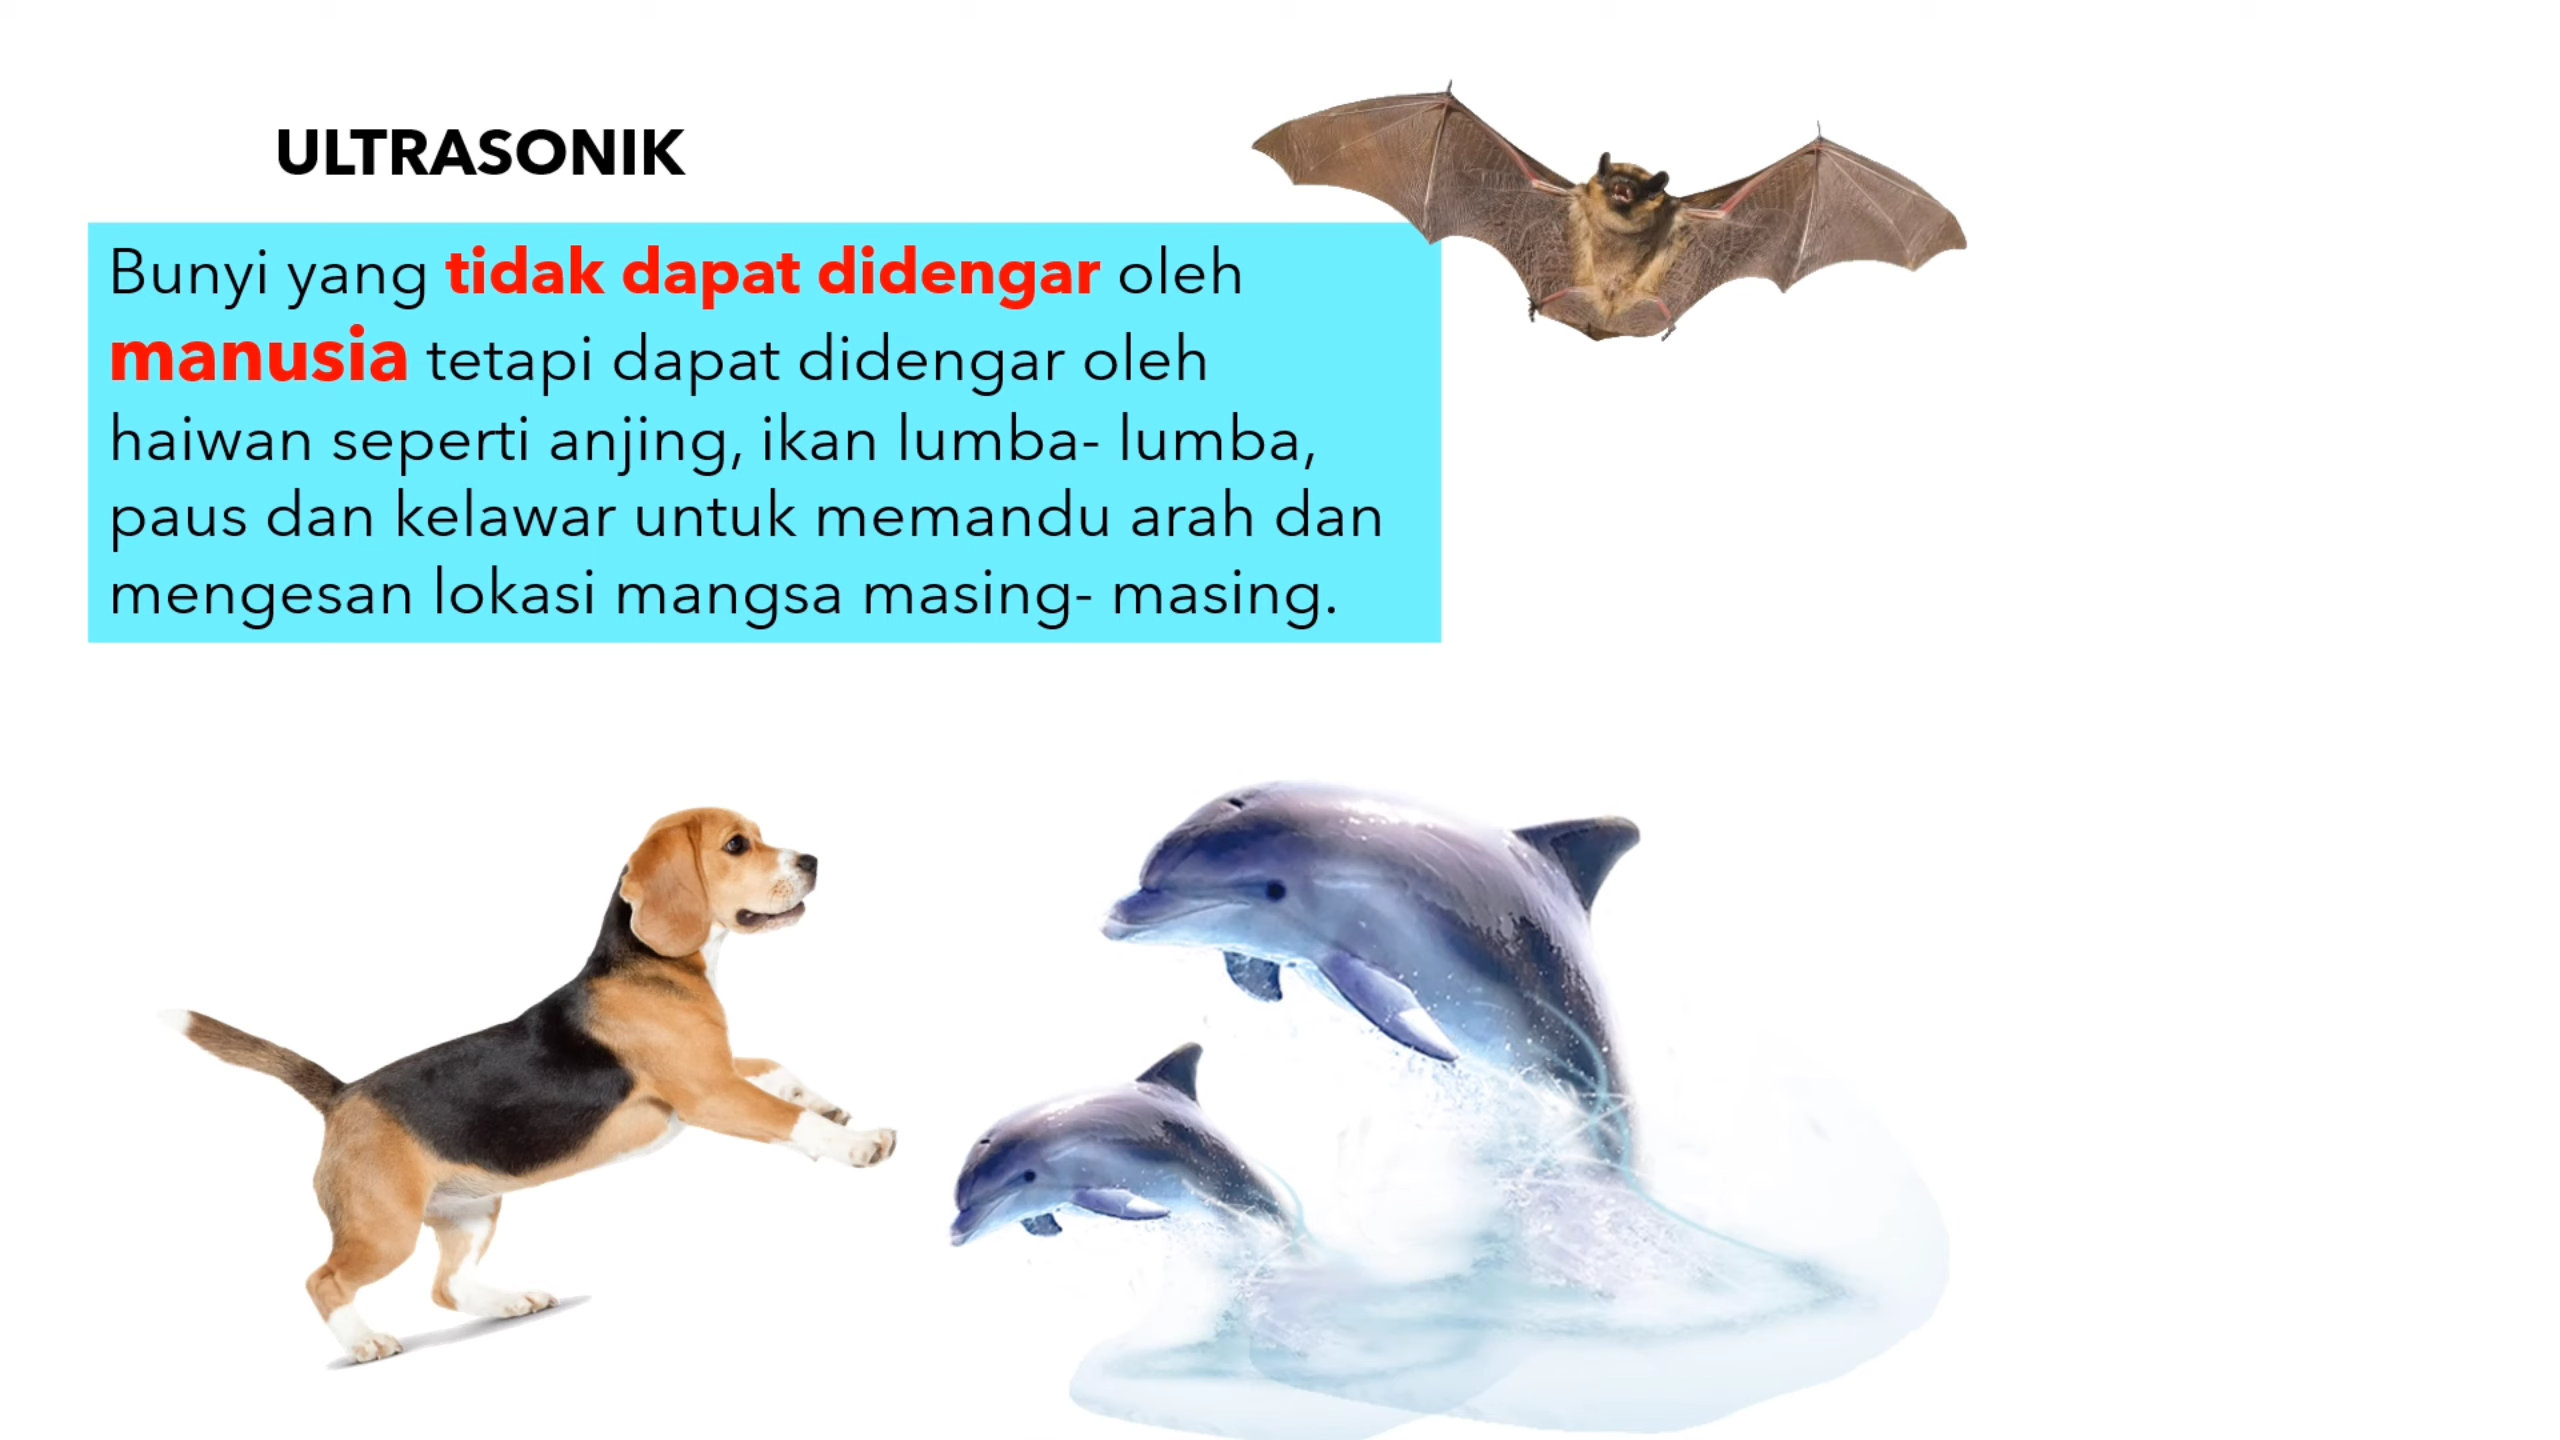 ULTRASONIK
Bunyi yang tidak dapat didengar oleh
manusia tetapi dapat didengar oleh
haiwan seperti anjing, ikan lumba- lumba,
paus dan kelawar untuk memandu arah dan
mengesan lokasi mangsa masing- masing.